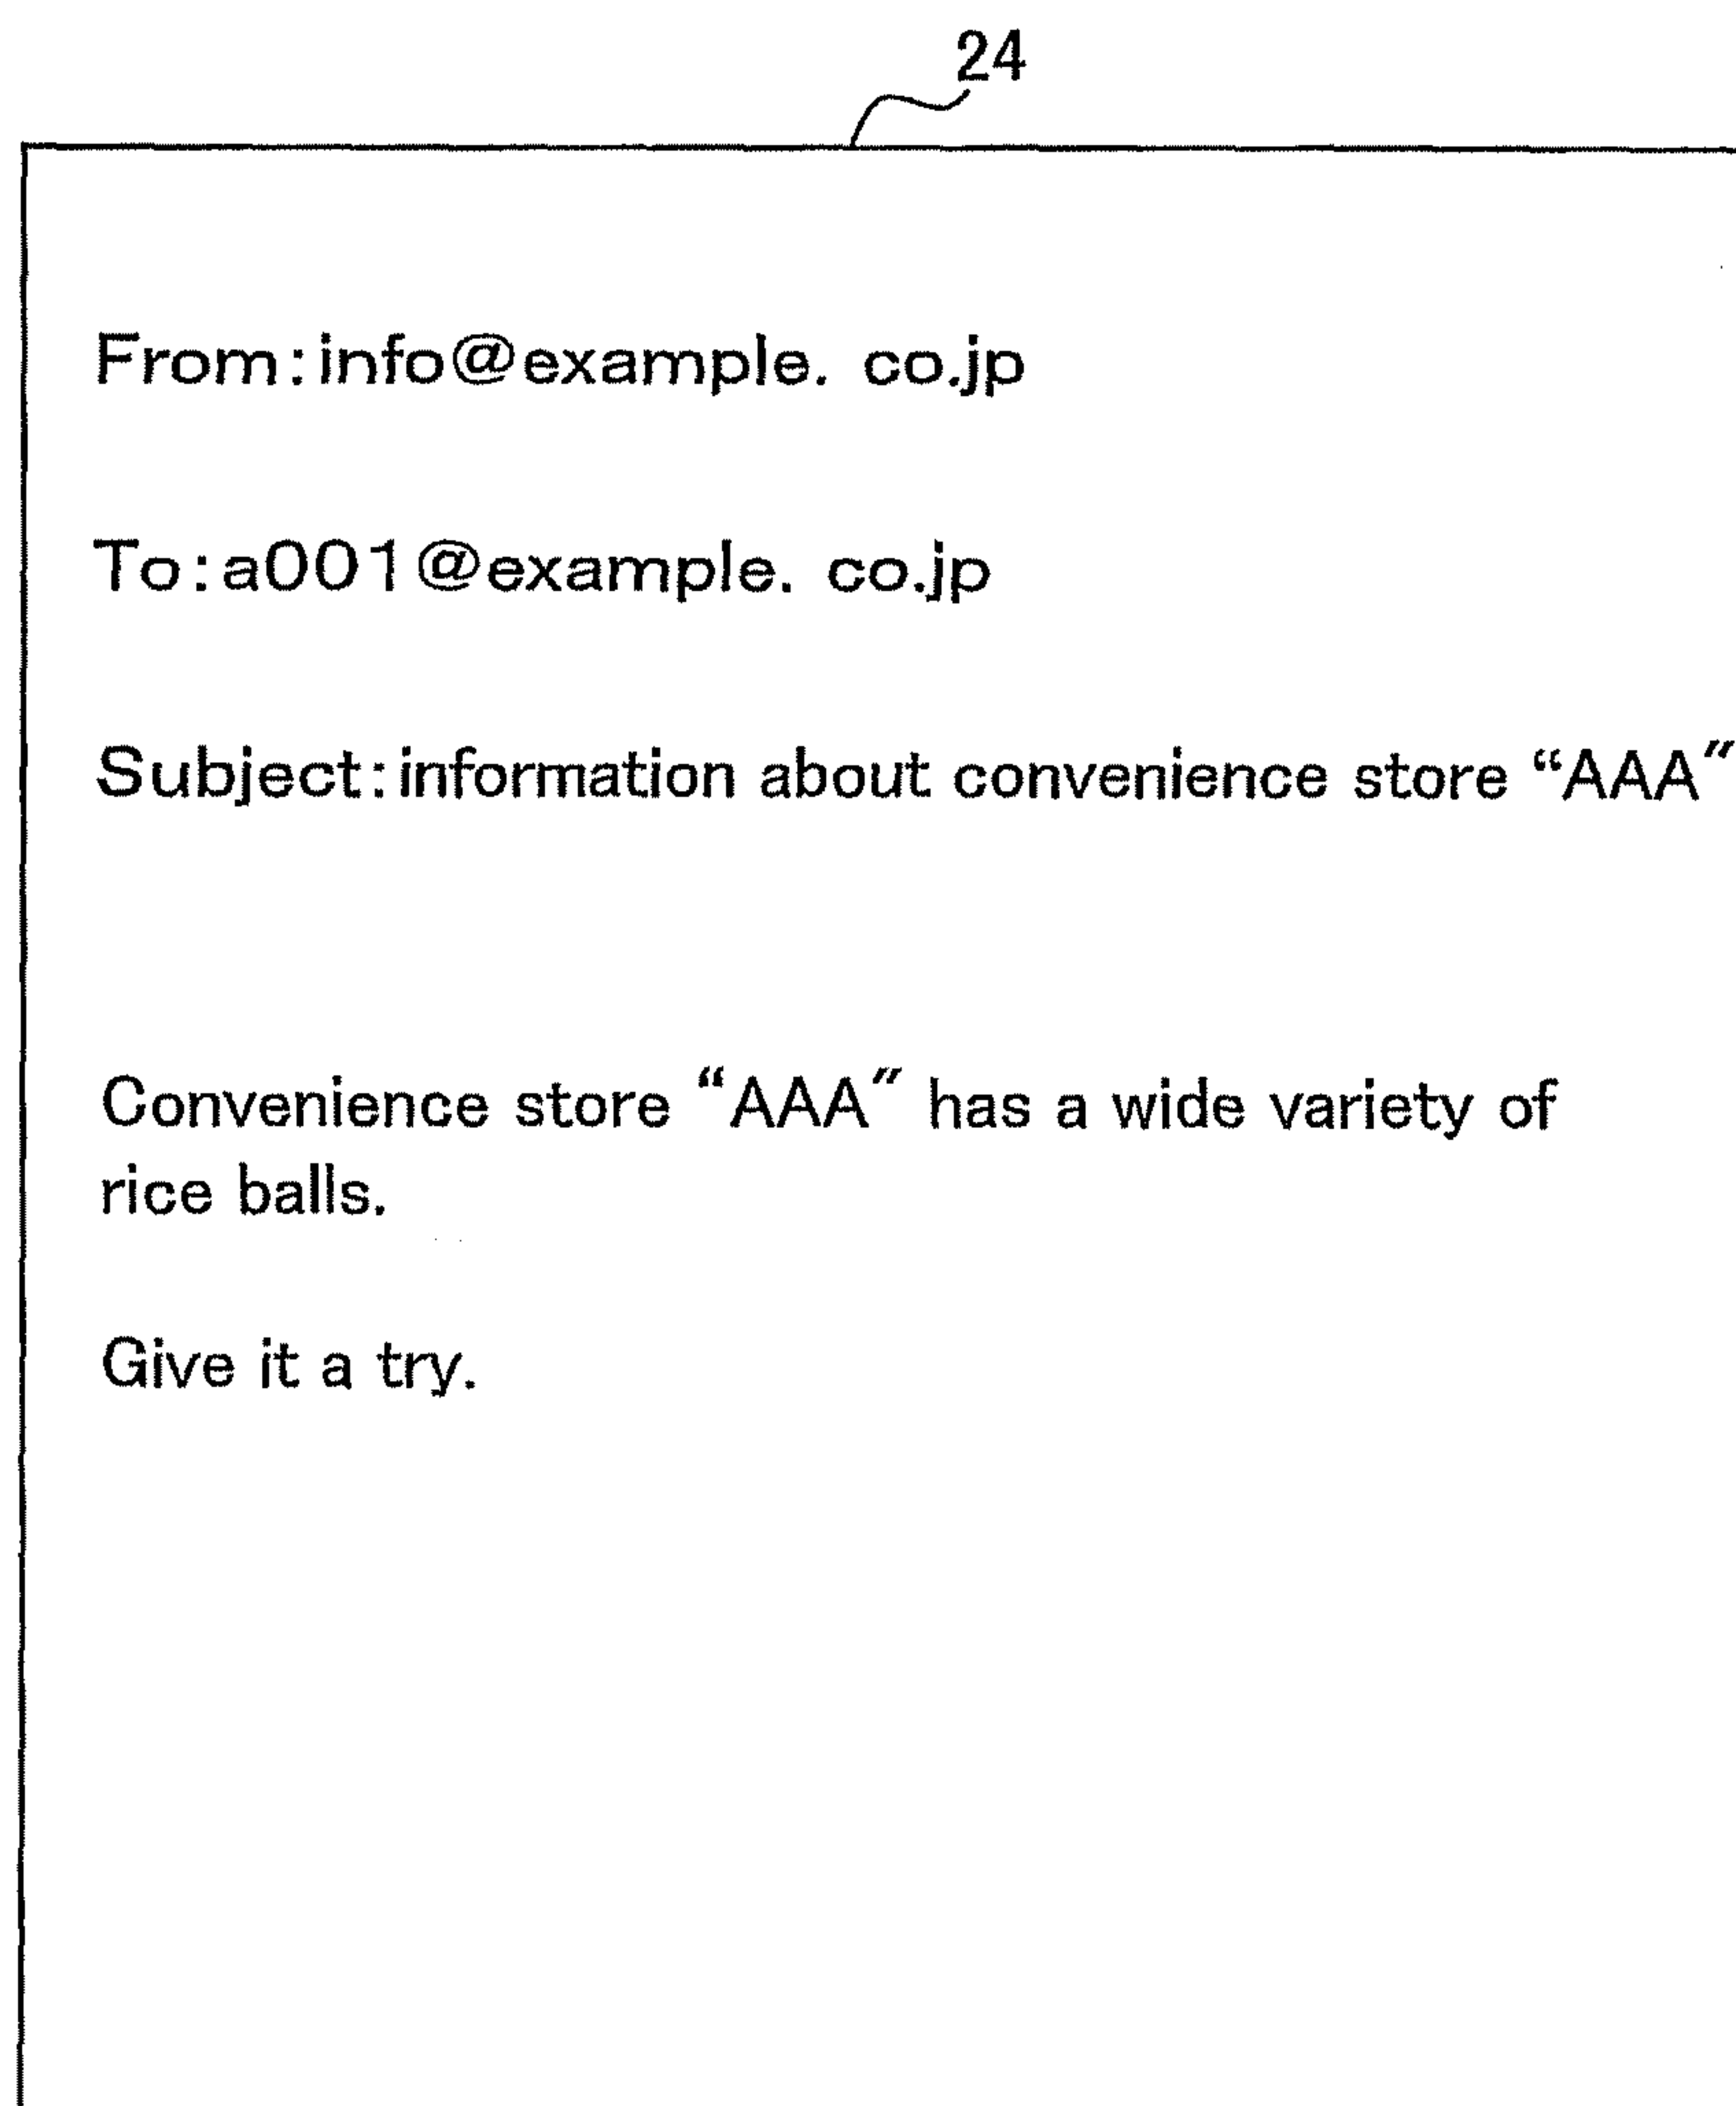 24
From:info@example. co.jp
To:a001@example. co.jp
Subject:information about convenience store “AAA”
Convenience store “AAA” has a wide variety of
rice balls.
Give it a try.